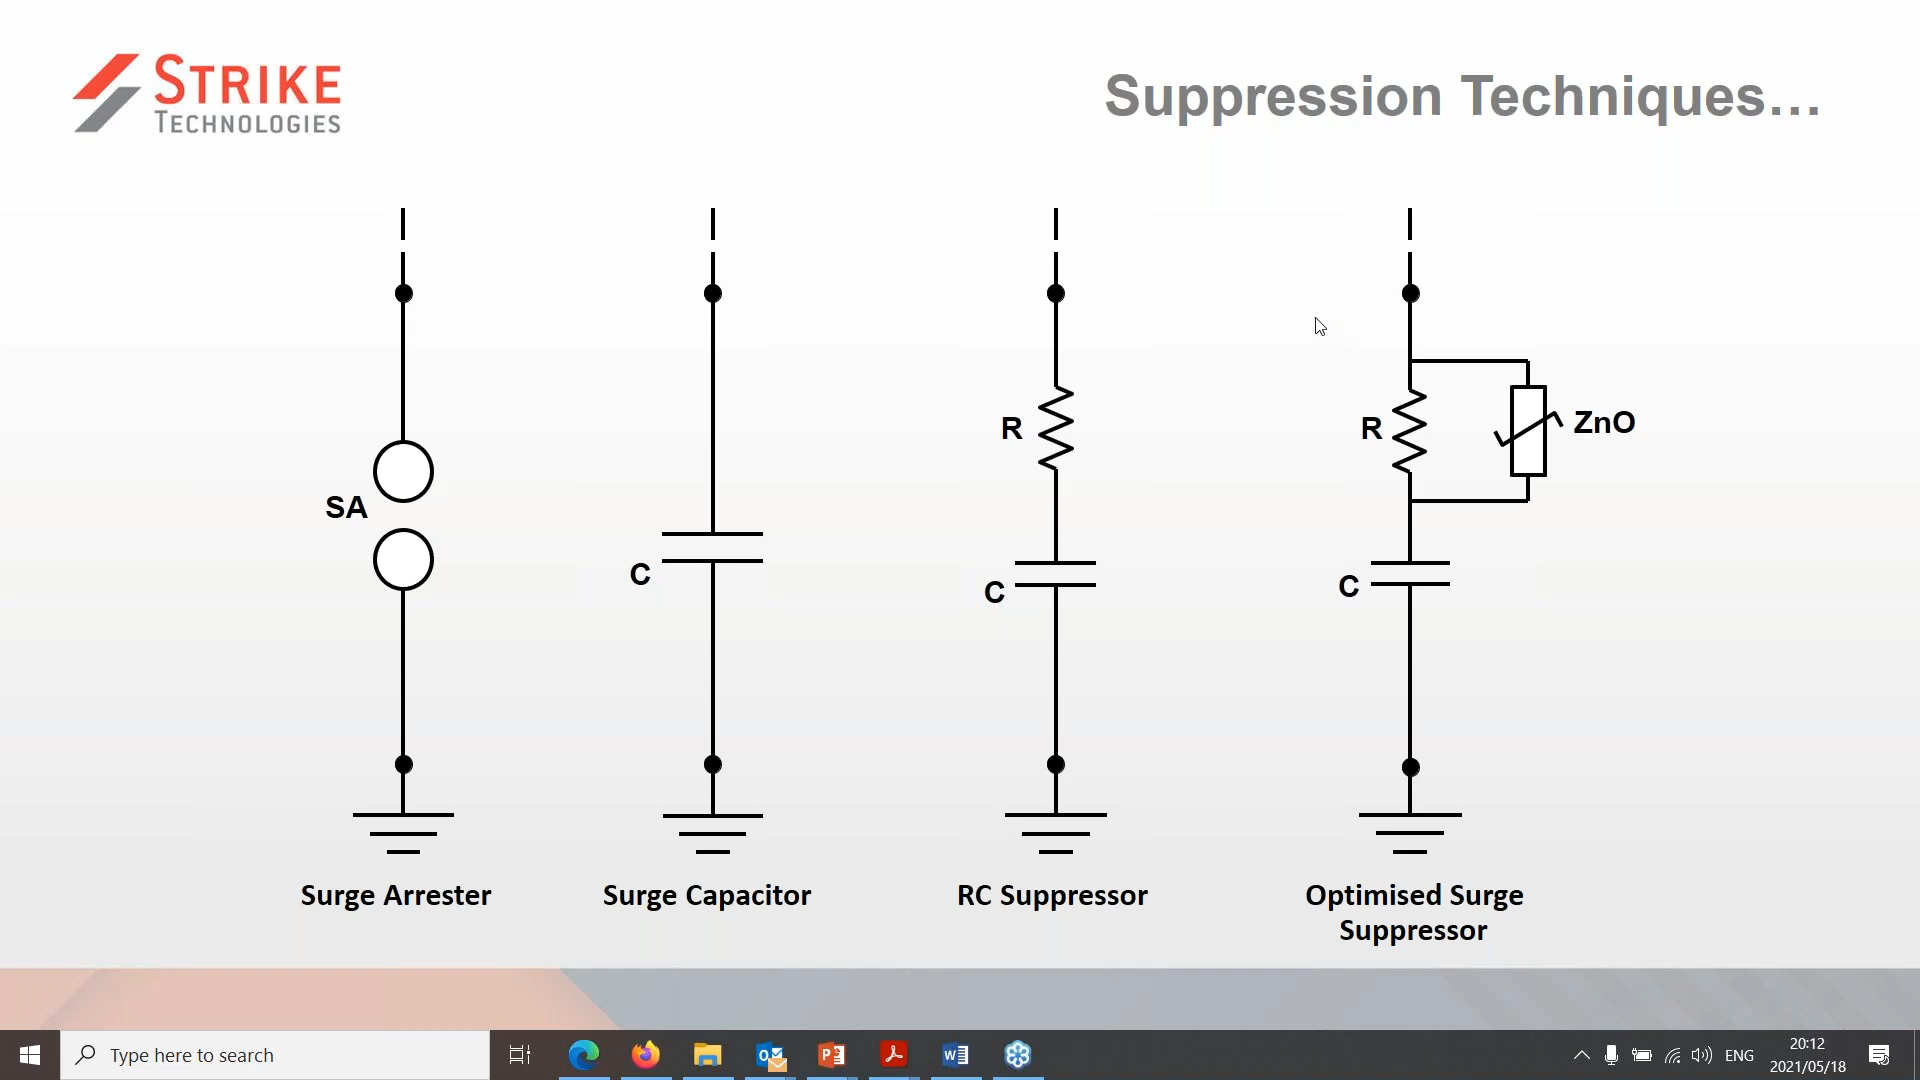 STRIKE
TECHNOLOGIES
Suppression Techniques…
SA
C
R
C
R
ZnO
C
Surge Arrester
Surge Capacitor
RC Suppressor
Optimised Surge
Suppressor
Type here to search
ENG
20:12
2021/05/18